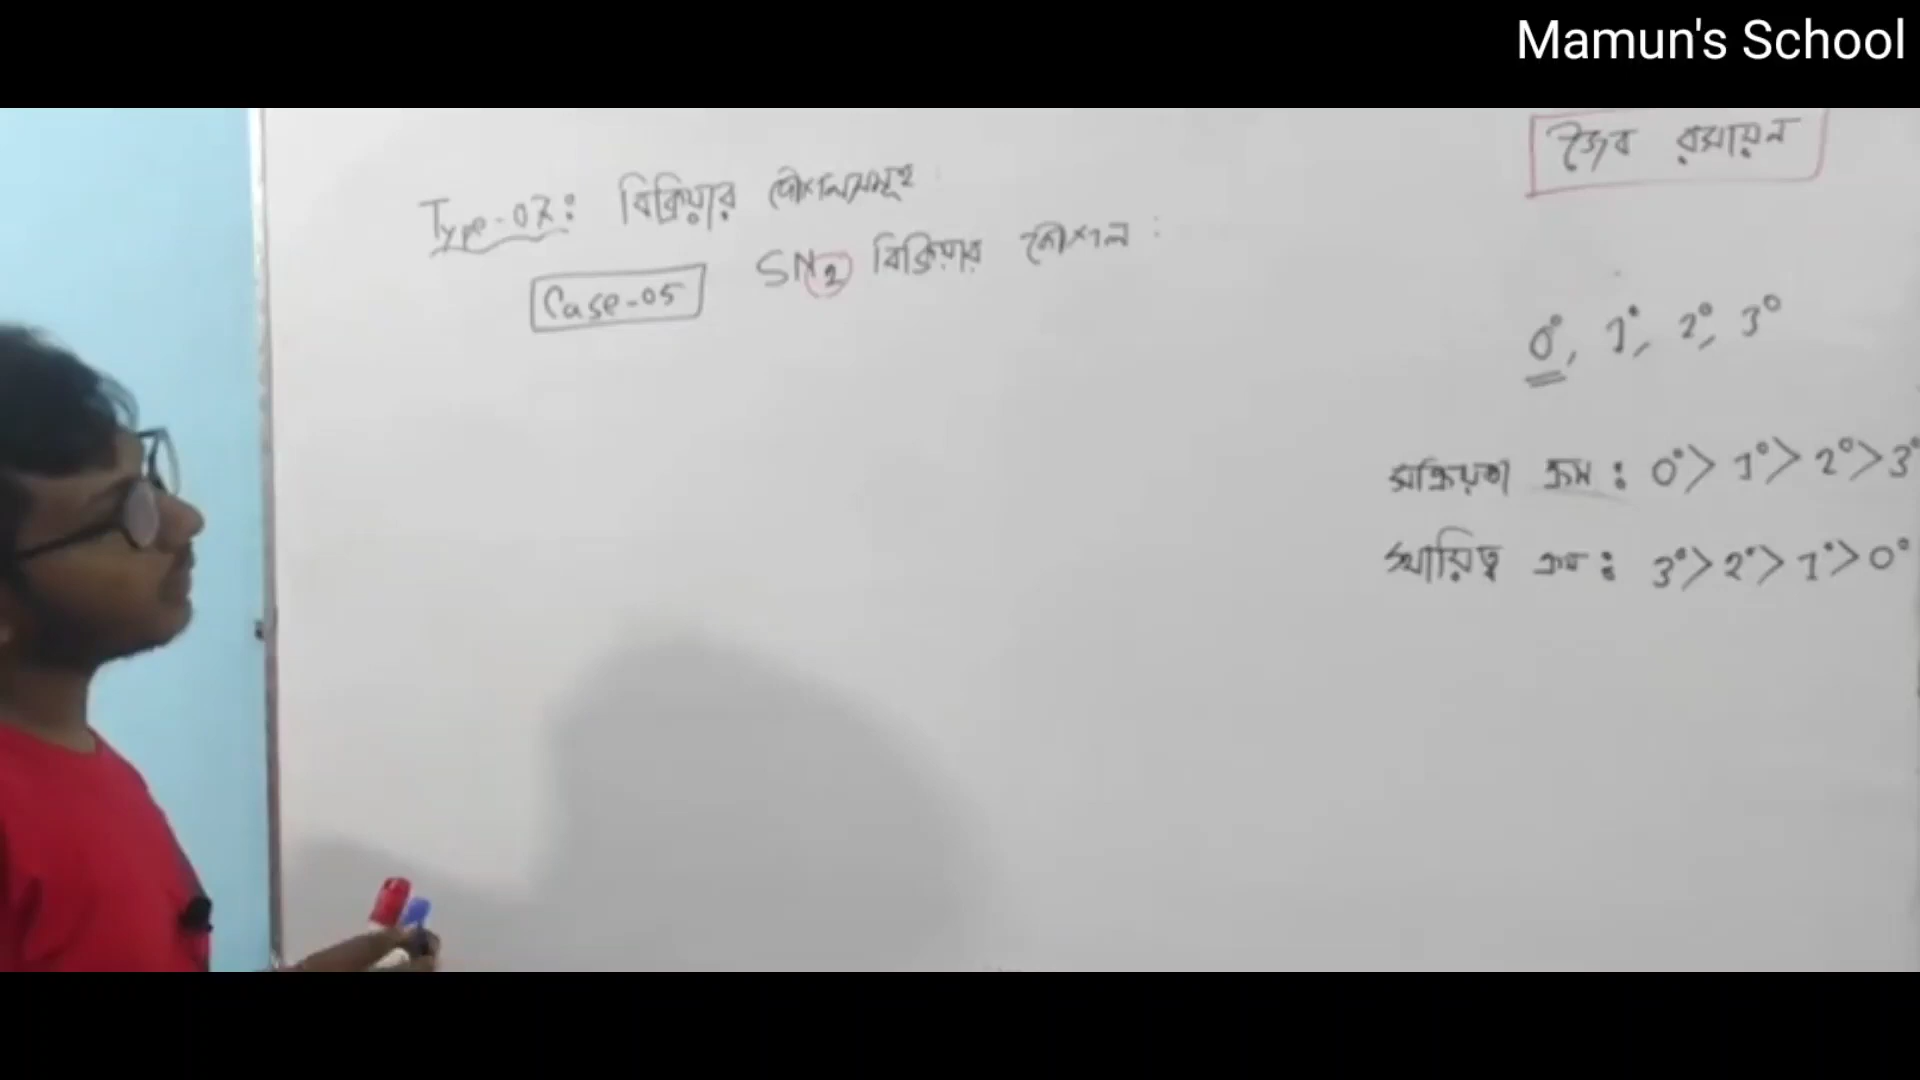 Mamun's School
জৈব রসায়ন
Type-07: বিক্রিয়ার কৌশলসমূহ
Case-05 SN2 বিক্রিয়ার কৌশল :
0°, 1°, 2°, 3°
সক্রিয়তা ক্রম : 0° > 1° > 2° > 3°
স্থায়িত্ব ক্রম : 3° > 2° > 1° > 0°